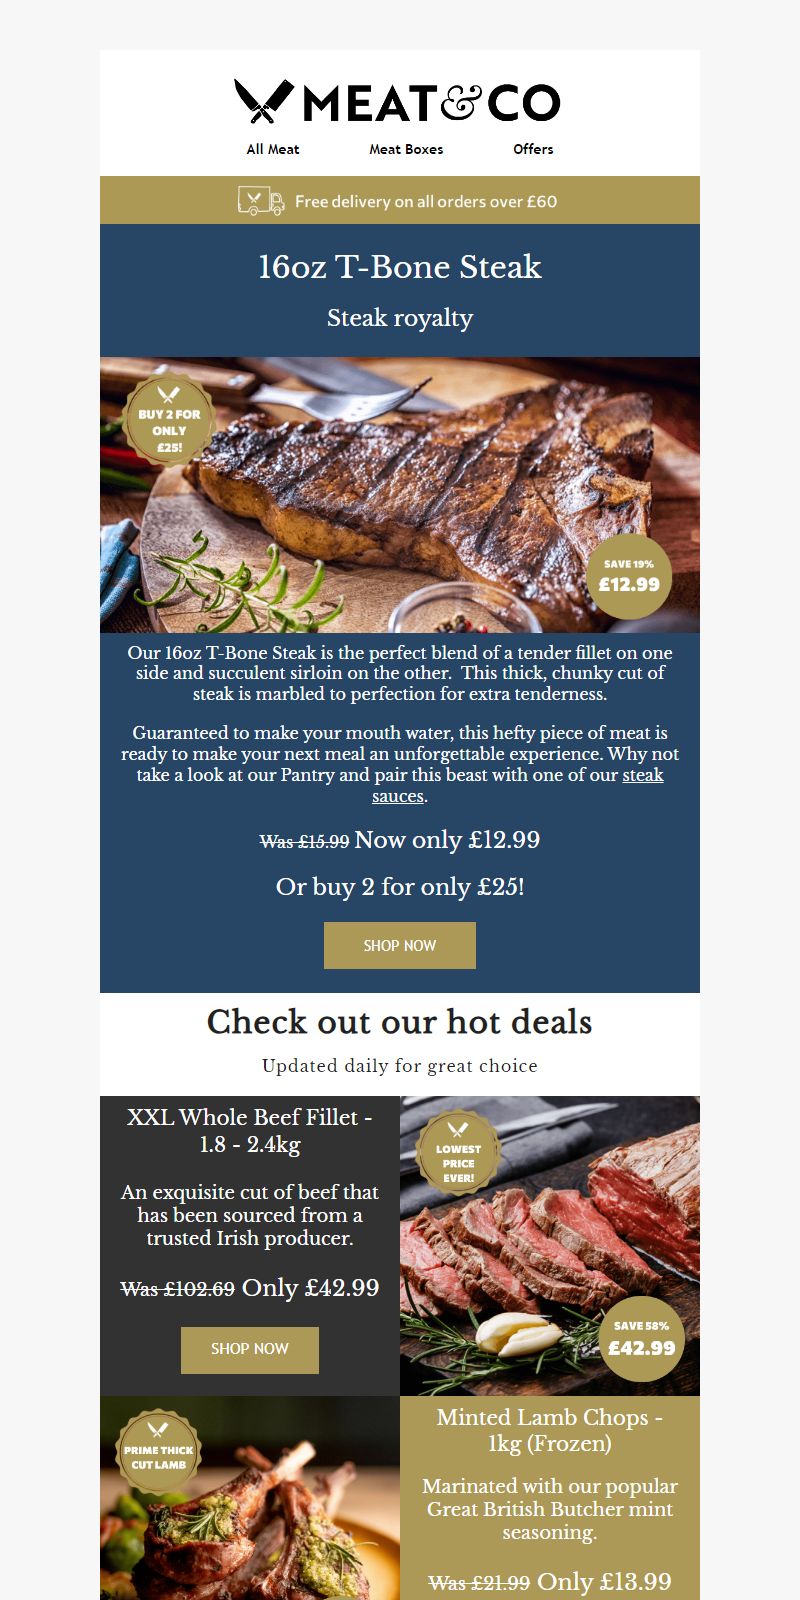 MEAT&CO
All Meat
Meat Boxes
Offers
Free delivery on all orders over £60
16oz T-Bone Steak
Steak royalty
BUY 2 FOR
ONLY
£25!
SAVE 19%
£12.99
Our 16oz T-Bone Steak is the perfect blend of a tender fillet on one
side and succulent sirloin on the other.  This thick, chunky cut of
steak is marbled to perfection for extra tenderness.
Guaranteed to make your mouth water, this hefty piece of meat is
ready to make your next meal an unforgettable experience. Why not
take a look at our Pantry and pair this beast with one of our steak
sauces.
Was £15.99 Now only £12.99
Or buy 2 for only £25!
SHOP NOW
Check out our hot deals
Updated daily for great choice
XXL Whole Beef Fillet -
1.8 - 2.4kg
An exquisite cut of beef that
has been sourced from a
trusted Irish producer.
Was £102.69 Only £42.99
SHOP NOW
LOWEST
PRICE
EVER!
SAVE 58%
£42.99
PRIME THICK
CUT LAMB
Minted Lamb Chops -
1kg (Frozen)
Marinated with our popular
Great British Butcher mint
seasoning.
Was £21.99 Only £13.99